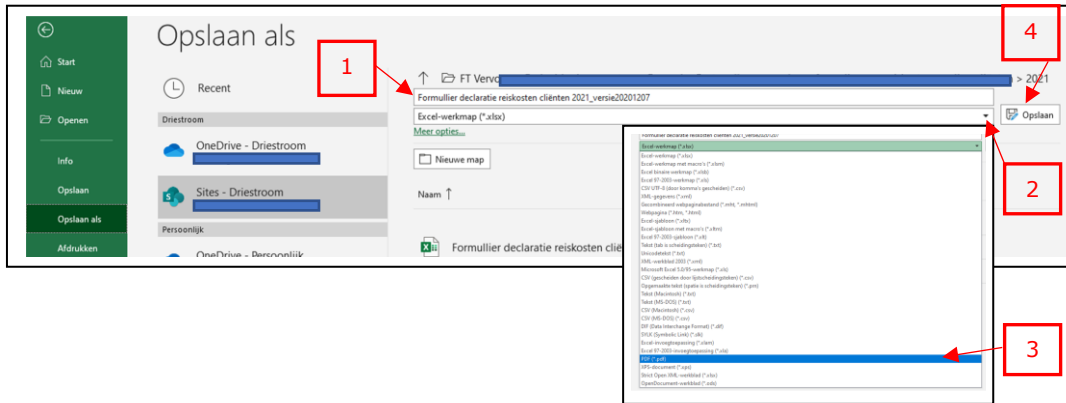 Opslaan als
Start
Nieuw
Openen
Info
Opslaan
Opslaan als
Afdrukken
Recent
Driestroom
OneDrive - Driestroom
Sites - Driestroom
Persoonlijk
OneDrive - Persoonlijk
1
FT Vervo
> 2021
Formullier declaratie reiskosten cliënten 2021_versie20201207
Excel-werkmap (*.xlsx)
Meer opties...
Opslaan
4
Nieuwe map
Naam ↑
Formullier declaratie reiskosten clië
2
Formullier declaratie reiskosten cliënten 2021_versie20201207
Excel-werkmap (*.xlsx)
Excel-werkmap (*.xlsx)
Excel-werkmap met macro's (*.xlsm)
Excel binaire werkmap (*.xlsb)
Excel 97-2003-werkmap (*.xls)
CSV UTF-8 (door komma's gescheiden) (*.csv)
XML-gegevens (*.xml)
Gecombineerd webpaginabestand (*.mht, *.mhtml)
Webpagina (*.htm, *.html)
Excel-sjabloon (*.xltx)
Excel-sjabloon met macro's (*.xltm)
Excel 97-2003-sjabloon (*.xlt)
Tekst (tab is scheidingsteken) (*.txt)
Unicodetekst (*.txt)
XML-werkblad 2003 (*.xml)
Microsoft Excel 5.0/95-werkmap (*.xls)
CSV (gescheiden door lijstscheidingsteken) (*.csv)
Opgemaakte tekst (spatie is scheidingsteken) (*.prn)
Tekst (Macintosh) (*.txt)
Tekst (MS-DOS) (*.txt)
CSV (Macintosh) (*.csv)
CSV (MS-DOS) (*.csv)
DIF (Data Interchange Format) (*.dif)
SYLK (Symbolic Link) (*.slk)
Excel-invoegtoepassing (*.xlam)
Excel 97-2003-invoegtoepassing (*.xla)
PDF (*.pdf)
XPS-document (*.xps)
Strict Open XML-werkblad (*.xlsx)
OpenDocument-werkblad (*.ods)
3